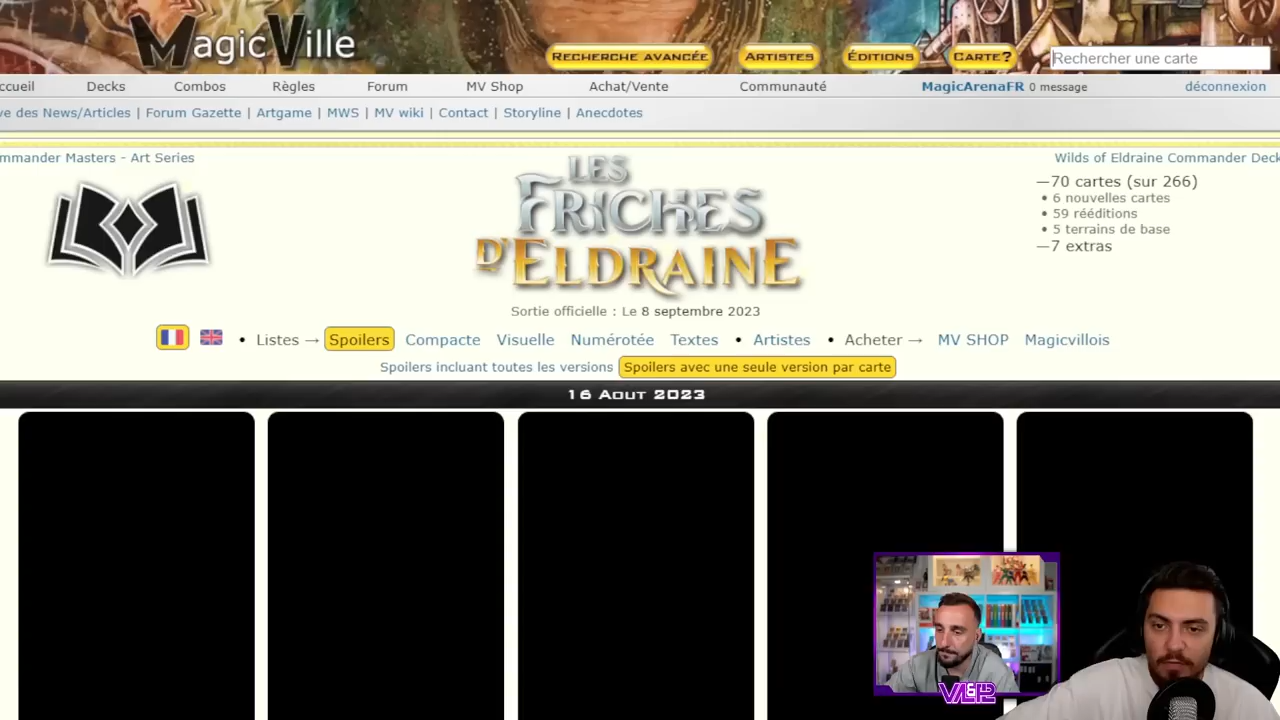 MagicVille
RECHERCHE AVANCÉE
ARTISTES
ÉDITIONS
CARTE?
Rechercher une carte
ccueil
Decks
Combos
Règles
Forum
MV Shop
Achat/Vente
Communauté
MagicArenaFR 0 message
déconnexion
ve des News/Articles | Forum Gazette | Artgame | MWS | MV wiki | Contact | Storyline | Anecdotes
mmander Masters - Art Series
Wilds of Eldraine Commander Deck
LES
FRICHES
D'ELDRAINE
—70 cartes (sur 266)
• 6 nouvelles cartes
• 59 rééditions
• 5 terrains de base
—7 extras
Sortie officielle : Le 8 septembre 2023
• Listes → Spoilers Compacte Visuelle Numérotée Textes • Artistes • Acheter → MV SHOP Magicvillois
Spoilers incluant toutes les versions Spoilers avec une seule version par carte
16 AOUT 2023